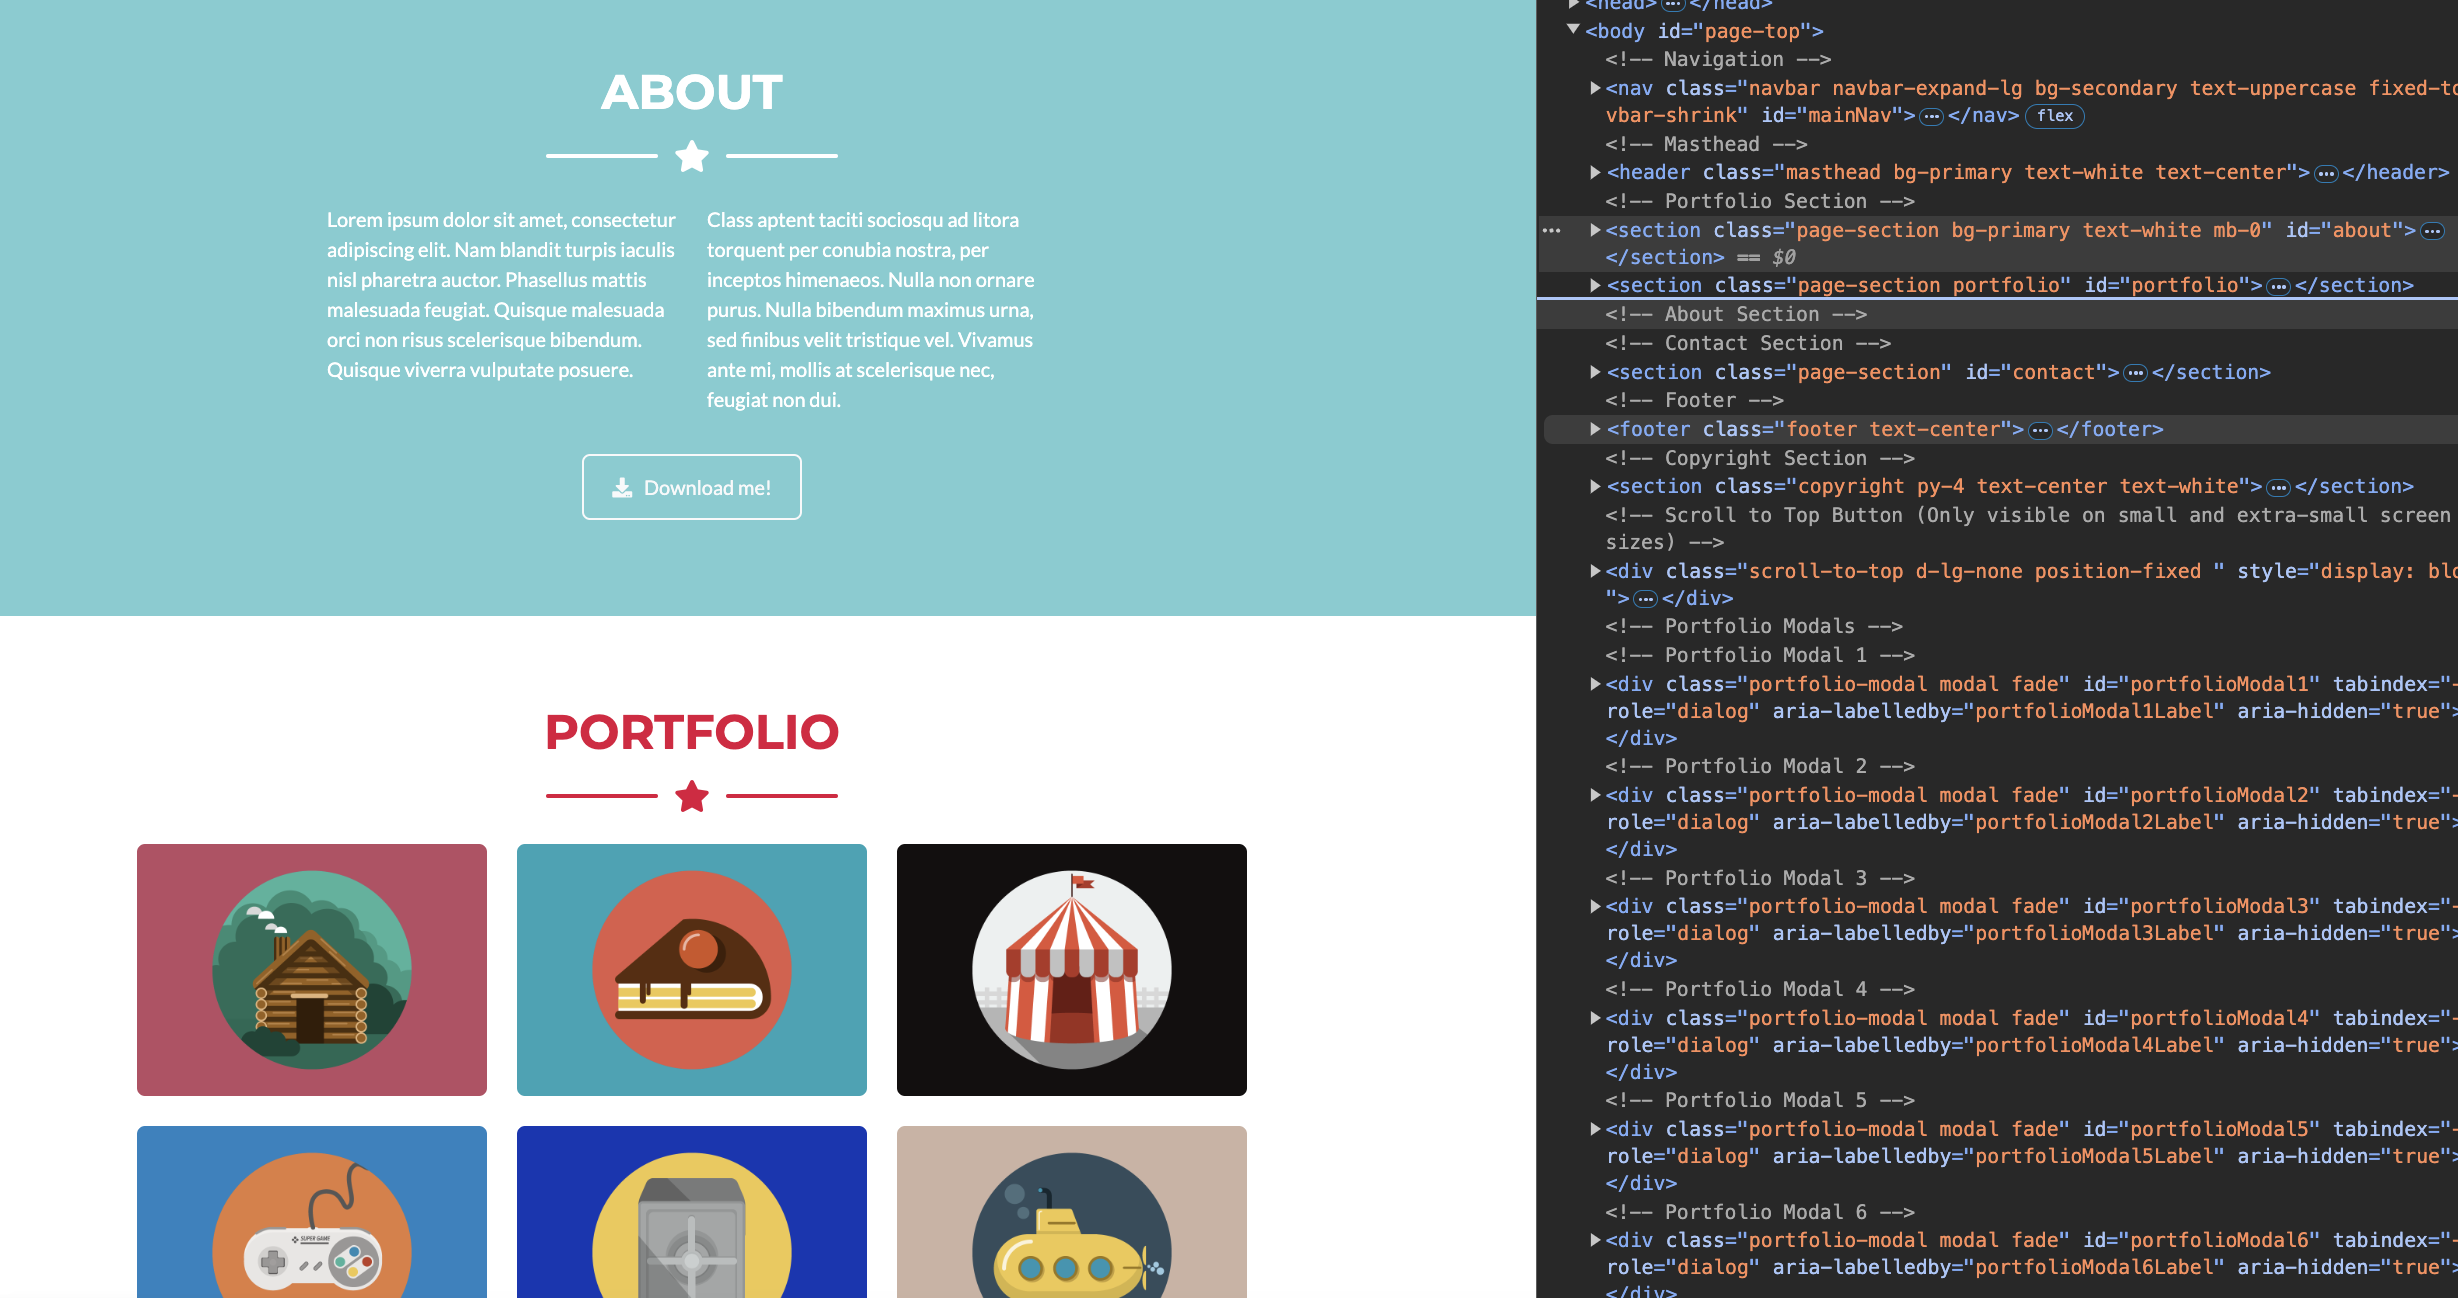 ABOUT
Lorem ipsum dolor sit amet, consectetur
adipiscing elit. Nam blandit turpis iaculis
nisl pharetra auctor. Phasellus mattis
malesuada feugiat. Quisque malesuada
orci non risus scelerisque bibendum.
Quisque viverra vulputate posuere.
Class aptent taciti sociosqu ad litora
torquent per conubia nostra, per
inceptos himenaeos. Nulla non ornare
purus. Nulla bibendum maximus urna,
sed finibus velit tristique vel. Vivamus
ante mi, mollis at scelerisque nec,
feugiat non dui.
Download me!
PORTFOLIO
SUPER GAME
<head>…</head>
<body id="page-top">
<!-- Navigation -->
<nav class="navbar navbar-expand-lg bg-secondary text-uppercase fixed-to
vbar-shrink" id="mainNav">…</nav> flex
<!-- Masthead -->
<header class="masthead bg-primary text-white text-center">…</header>
<!-- Portfolio Section -->
… <section class="page-section bg-primary text-white mb-0" id="about">…
</section> == $0
<section class="page-section portfolio" id="portfolio">…</section>
<!-- About Section -->
<!-- Contact Section -->
<section class="page-section" id="contact">…</section>
<!-- Footer -->
<footer class="footer text-center">…</footer>
<!-- Copyright Section -->
<section class="copyright py-4 text-center text-white">…</section>
<!-- Scroll to Top Button (Only visible on small and extra-small screen
sizes) -->
<div class="scroll-to-top d-lg-none position-fixed " style="display: blo
">…</div>
<!-- Portfolio Modals -->
<!-- Portfolio Modal 1 -->
<div class="portfolio-modal modal fade" id="portfolioModal1" tabindex="-
role="dialog" aria-labelledby="portfolioModal1Label" aria-hidden="true">
</div>
<!-- Portfolio Modal 2 -->
<div class="portfolio-modal modal fade" id="portfolioModal2" tabindex="-
role="dialog" aria-labelledby="portfolioModal2Label" aria-hidden="true">
</div>
<!-- Portfolio Modal 3 -->
<div class="portfolio-modal modal fade" id="portfolioModal3" tabindex="-
role="dialog" aria-labelledby="portfolioModal3Label" aria-hidden="true">
</div>
<!-- Portfolio Modal 4 -->
<div class="portfolio-modal modal fade" id="portfolioModal4" tabindex="-
role="dialog" aria-labelledby="portfolioModal4Label" aria-hidden="true">
</div>
<!-- Portfolio Modal 5 -->
<div class="portfolio-modal modal fade" id="portfolioModal5" tabindex="-
role="dialog" aria-labelledby="portfolioModal5Label" aria-hidden="true">
</div>
<!-- Portfolio Modal 6 -->
<div class="portfolio-modal modal fade" id="portfolioModal6" tabindex="-
role="dialog" aria-labelledby="portfolioModal6Label" aria-hidden="true">
</div>